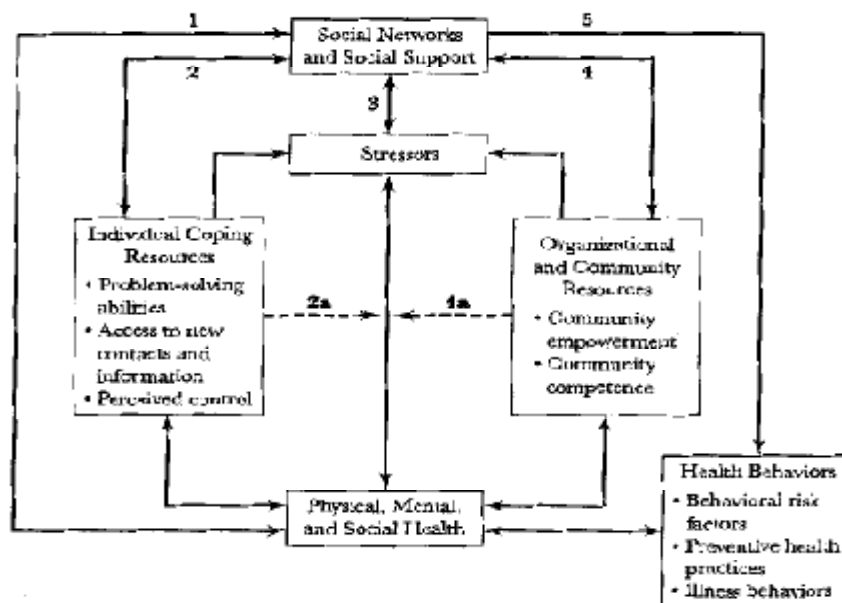 1
5
Social Networks
and Social Support
2
4
3
Stressors
Individual Coping
Resources
• Problem-solving
abilities
• Access to new
contacts and
information
• Perceived control
2a
4a
Organizational
and Community
Resources
• Community
empowerment
• Community
competence
Physical, Mental,
and Social Health
Health Behaviors
• Behavioral risk
factors
• Preventive health
practices
• Illness behaviors